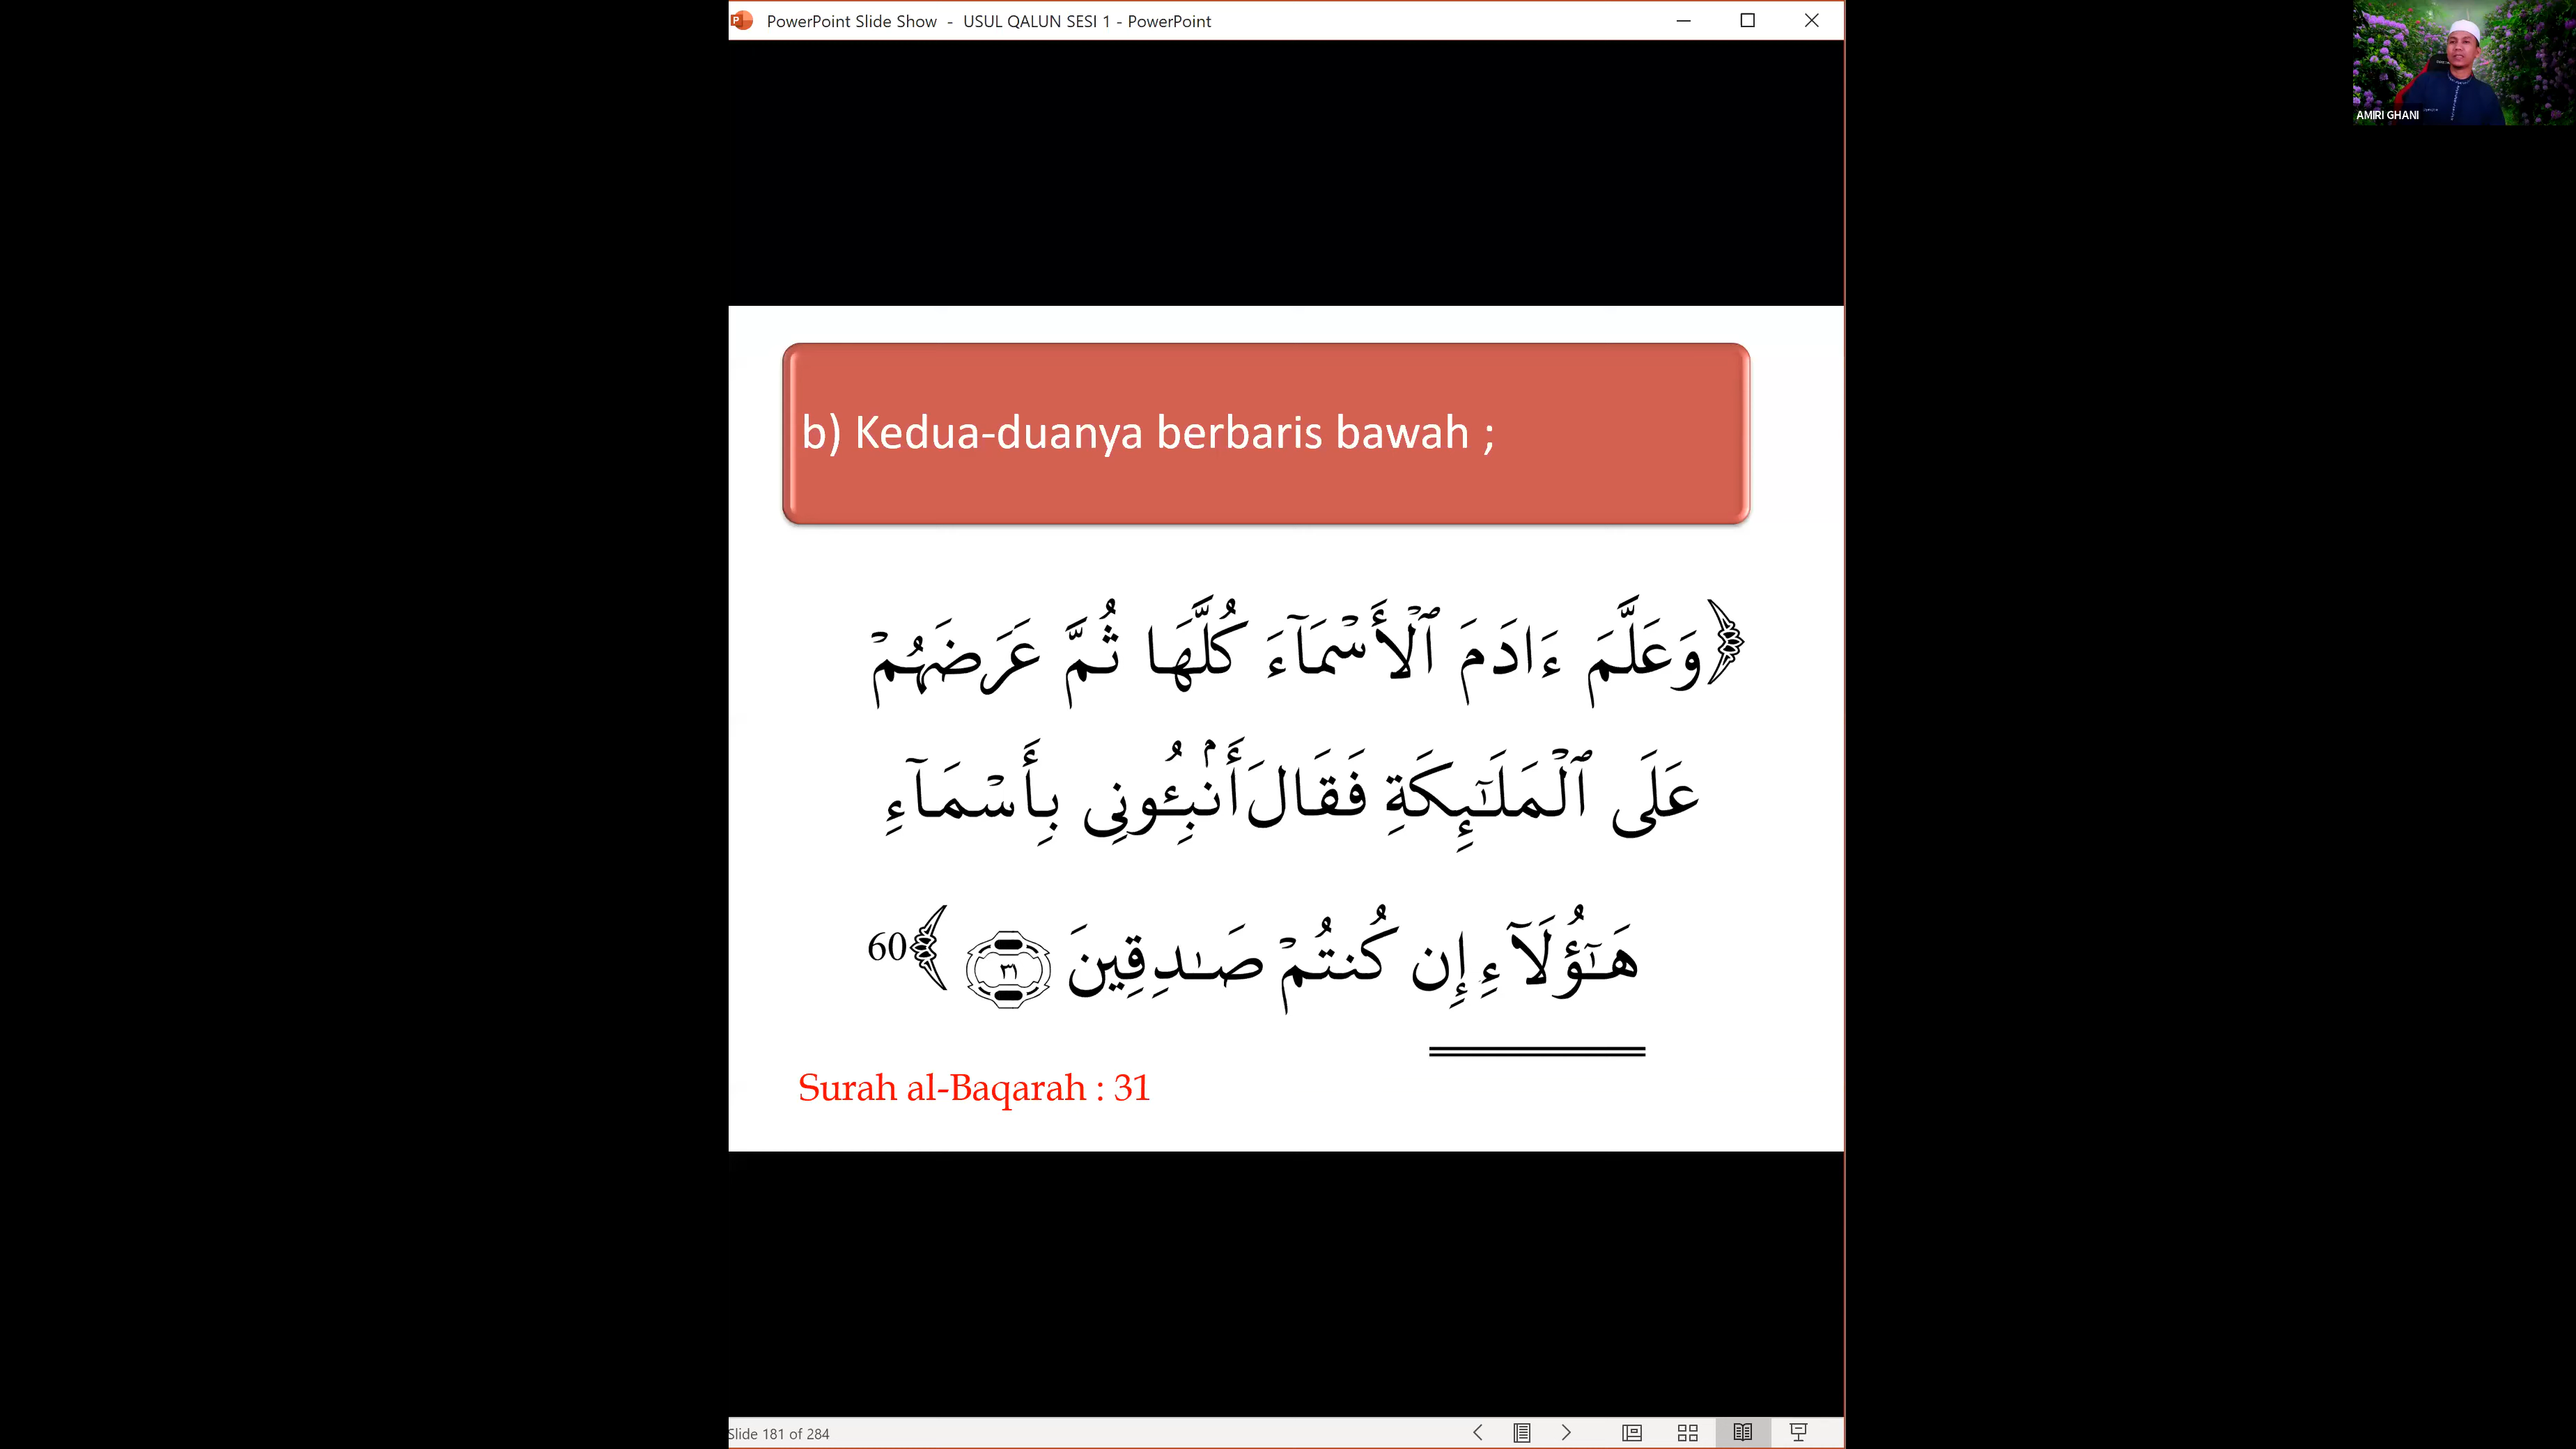 PowerPoint Slide Show - USUL QALUN SESI 1 - PowerPoint
AMIRI GHANI
b) Kedua-duanya berbaris bawah ;
﴿وَعَلَّمَ ءَادَمَ ٱلْأَسْمَآءَ كُلَّهَا ثُمَّ عَرَضَهُمْ
عَلَى ٱلْمَلَـٰٓئِكَةِ فَقَالَ أَنۢبِـُٔونِى بِأَسْمَآءِ
هَـٰٓؤُلَآءِ إِن كُنتُمْ صَـٰدِقِينَ ٣١ ﴾60
Surah al-Baqarah : 31
Slide 181 of 284